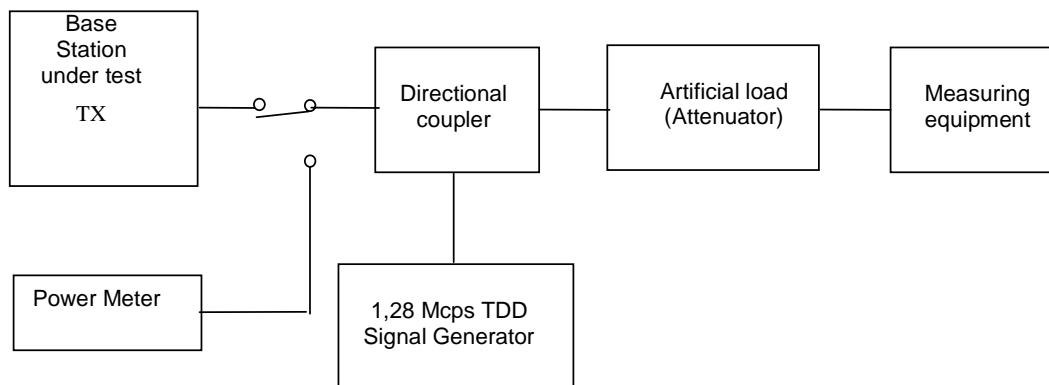 Base
Station
under test
TX
Directional
coupler
Artificial load
(Attenuator)
Measuring
equipment
Power Meter
1,28 Mcps TDD
Signal Generator